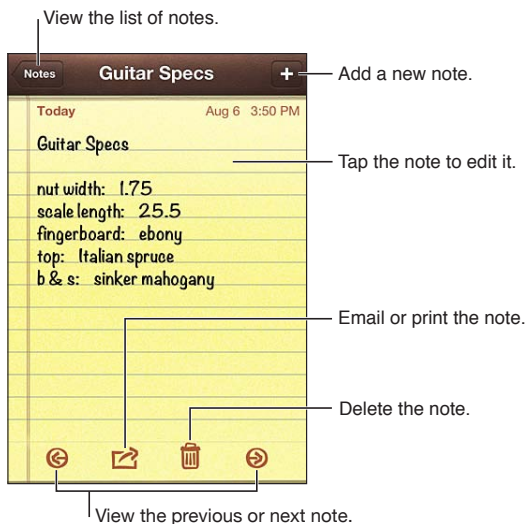 View the list of notes.
Notes
Guitar Specs
+
Add a new note.
Today
Aug 6 3:50 PM
Guitar Specs
Tap the note to edit it.
nut width: 1.75
scale length: 25.5
fingerboard: ebony
top: Italian spruce
b & s: sinker mahogany
Email or print the note.
Delete the note.
View the previous or next note.